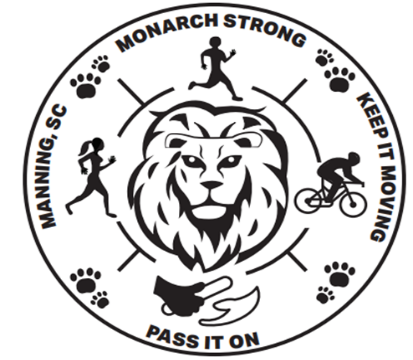 MONARCH STRONG
MANNING, SC
KEEP IT MOVING
PASS IT ON